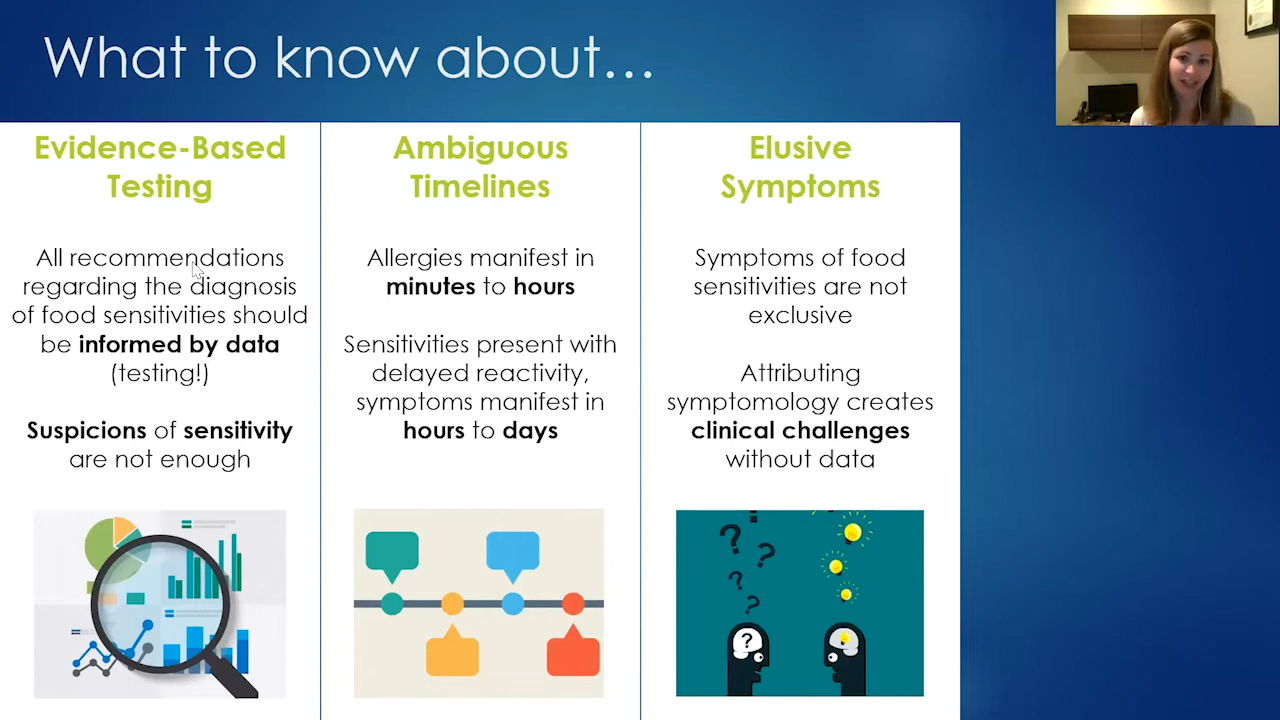 What to know about...
Evidence-Based
Testing
All recommendations
regarding the diagnosis
of food sensitivities should
be informed by data
(testing!)
Suspicions of sensitivity
are not enough
Ambiguous
Timelines
Allergies manifest in
minutes to hours
Sensitivities present with
delayed reactivity,
symptoms manifest in
hours to days
Elusive
Symptoms
Symptoms of food
sensitivities are not
exclusive
Attributing
symptomology creates
clinical challenges
without data
?
?
?
?
?